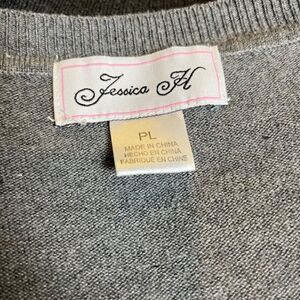 Jessica H
PL
MADE IN CHINA
HECHO EN CHINA
FABRIQUE EN CHINE